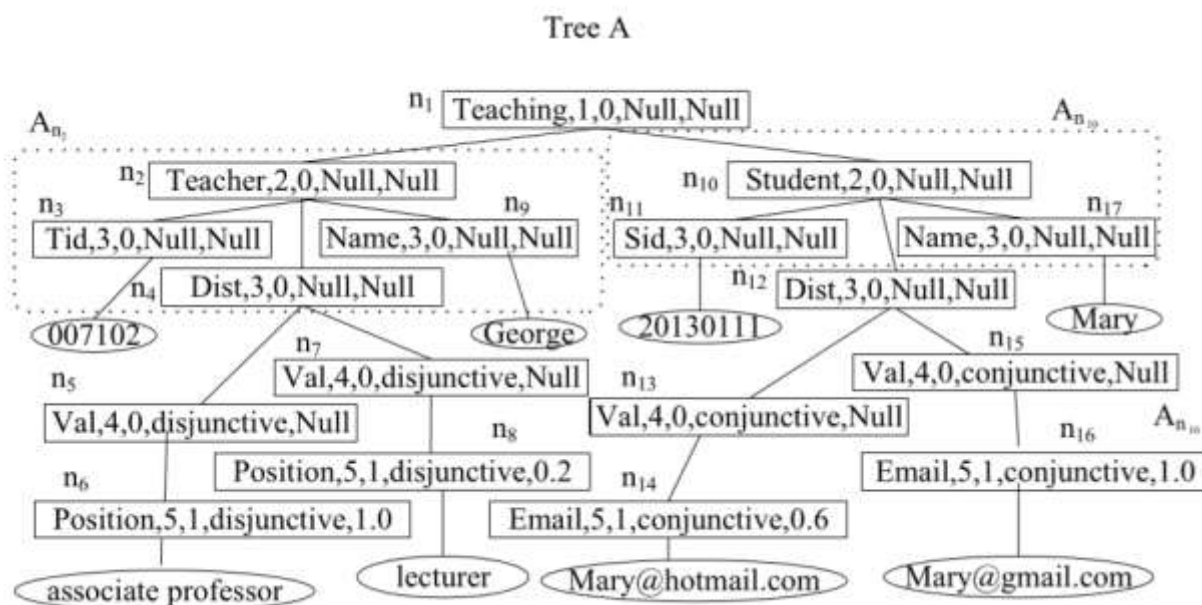 Tree A
n1
Teaching,1,0,Null,Null
An2
An10
n2
Teacher,2,0,Null,Null
n10
Student,2,0,Null,Null
n3
n9
n11
n17
Tid,3,0,Null,Null
Name,3,0,Null,Null
Sid,3,0,Null,Null
Name,3,0,Null,Null
n4
Dist,3,0,Null,Null
n12
Dist,3,0,Null,Null
007102
George
20130111
Mary
n7
n15
n5
Val,4,0,disjunctive,Null
n13
Val,4,0,conjunctive,Null
Val,4,0,disjunctive,Null
Val,4,0,conjunctive,Null
n8
n16
An10
n6
Position,5,1,disjunctive,0.2
n14
Email,5,1,conjunctive,1.0
Position,5,1,disjunctive,1.0
Email,5,1,conjunctive,0.6
associate professor
lecturer
Mary@hotmail.com
Mary@gmail.com